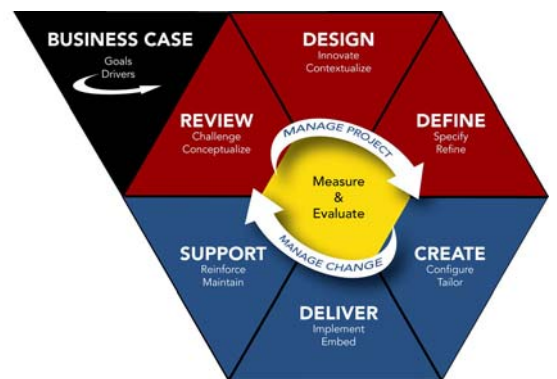 BUSINESS CASE
Goals
Drivers
DESIGN
Innovate
Contextualize
REVIEW
Challenge
Conceptualize
MANAGE PROJECT
DEFINE
Specify
Refine
Measure
&
Evaluate
SUPPORT
Reinforce
Maintain
MANAGE CHANGE
CREATE
Configure
Tailor
DELIVER
Implement
Embed